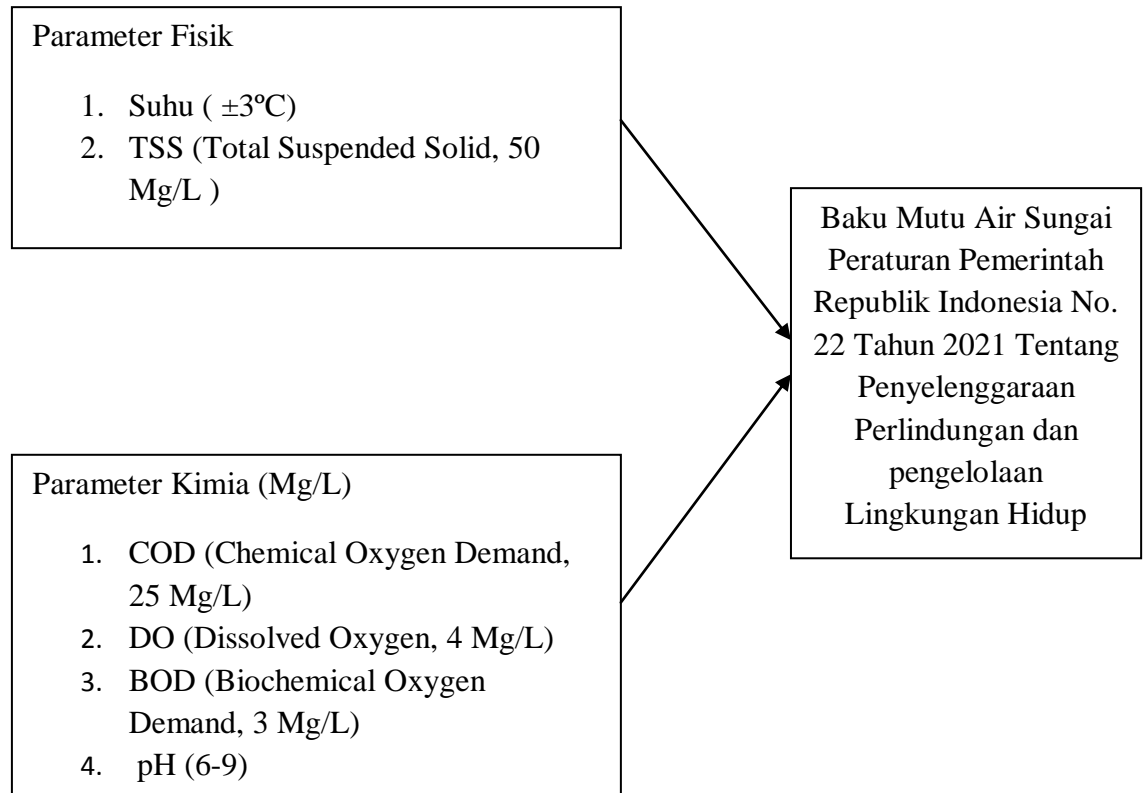 Parameter Fisik
1. Suhu ( ±3ºC)
2. TSS (Total Suspended Solid, 50
Mg/L )
Baku Mutu Air Sungai
Peraturan Pemerintah
Republik Indonesia No.
22 Tahun 2021 Tentang
Penyelenggaraan
Perlindungan dan
pengelolaan
Lingkungan Hidup
Parameter Kimia (Mg/L)
1. COD (Chemical Oxygen Demand,
25 Mg/L)
2. DO (Dissolved Oxygen, 4 Mg/L)
3. BOD (Biochemical Oxygen
Demand, 3 Mg/L)
4. pH (6-9)